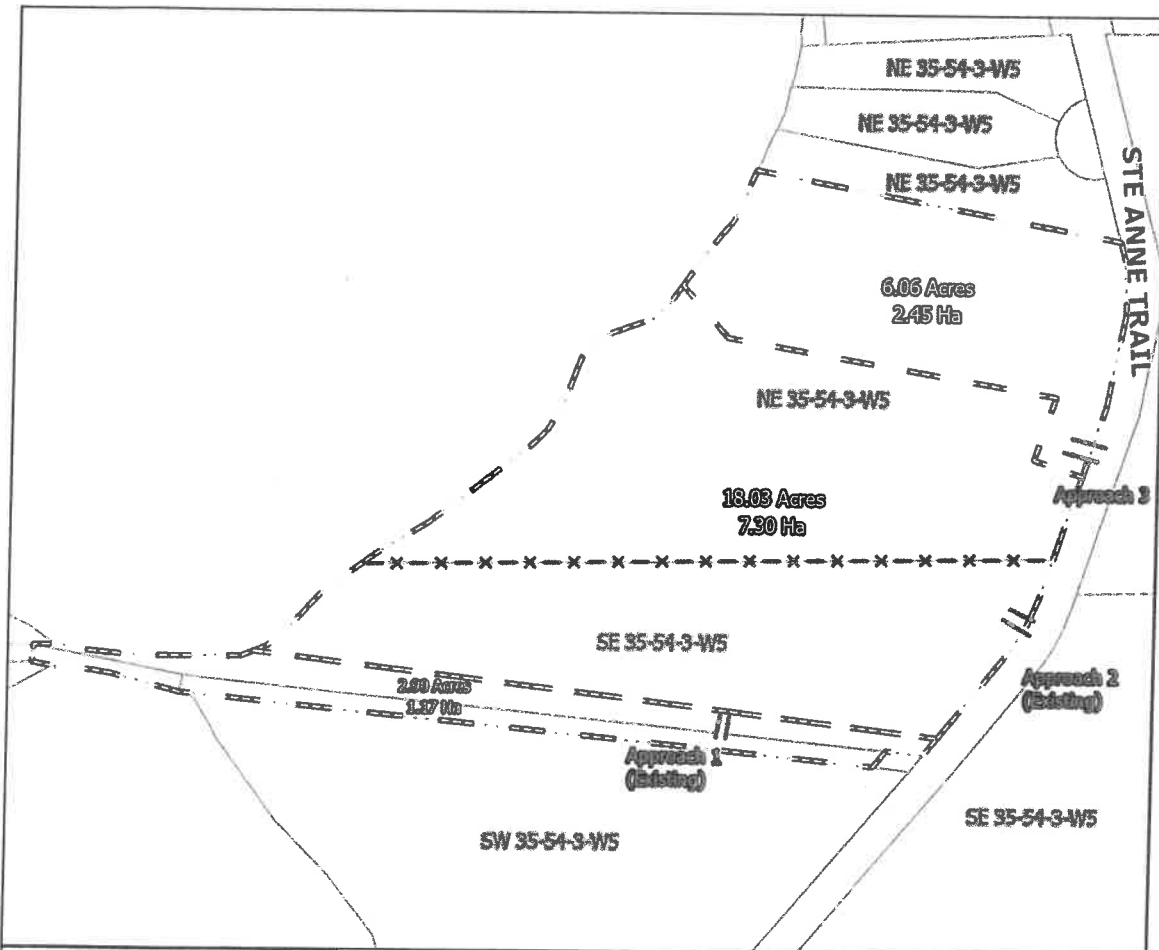 NE 35-54-3-W5
NE 35-54-3-W5
NE 35-54-3-W5
STE ANNE TRAIL
6.06 Acres
2.45 Ha
NE 35-54-3-W5
18.03 Acres
7.30 Ha
Approach 3
SE 35-54-3-W5
2.89 Acres
1.17 Ha
Approach 2
(Existing)
Approach 1
(Existing)
SE 35-54-3-W5
SW 35-54-3-W5